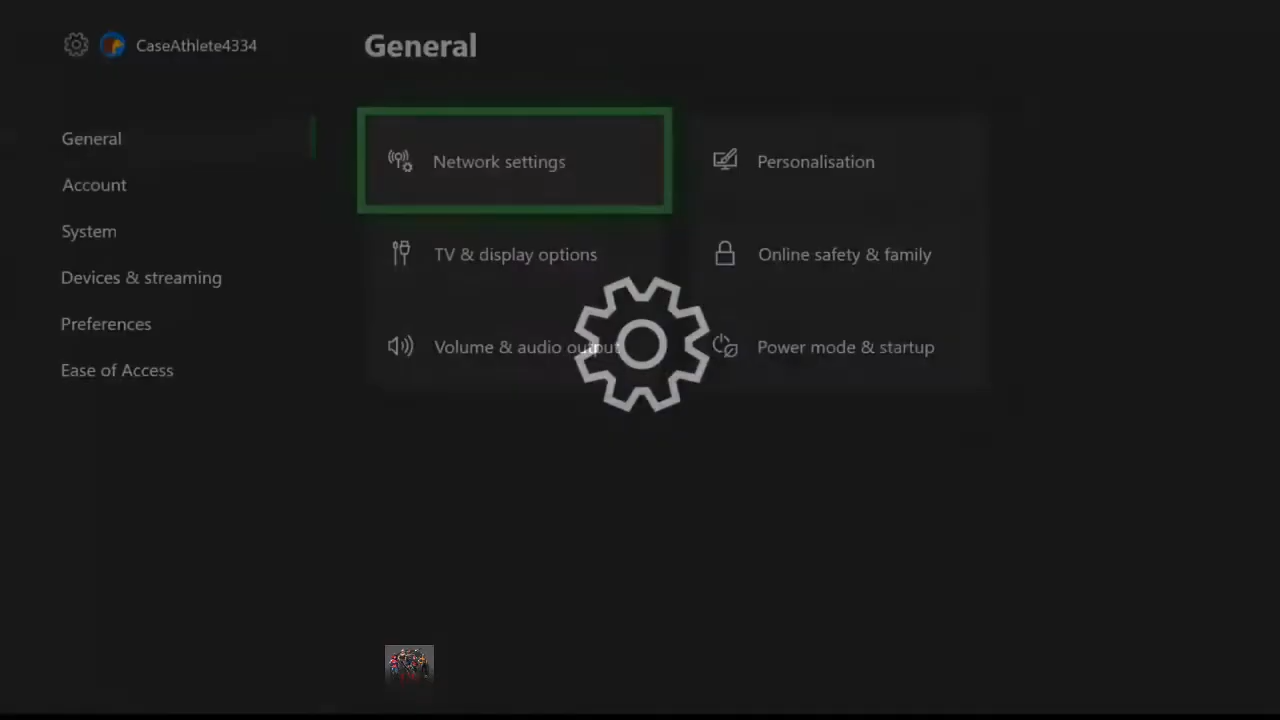 CaseAthlete4334
General
General
Account
System
Devices & streaming
Preferences
Ease of Access
Network settings
Personalisation
TV & display options
Online safety & family
Volume & audio output
Power mode & startup